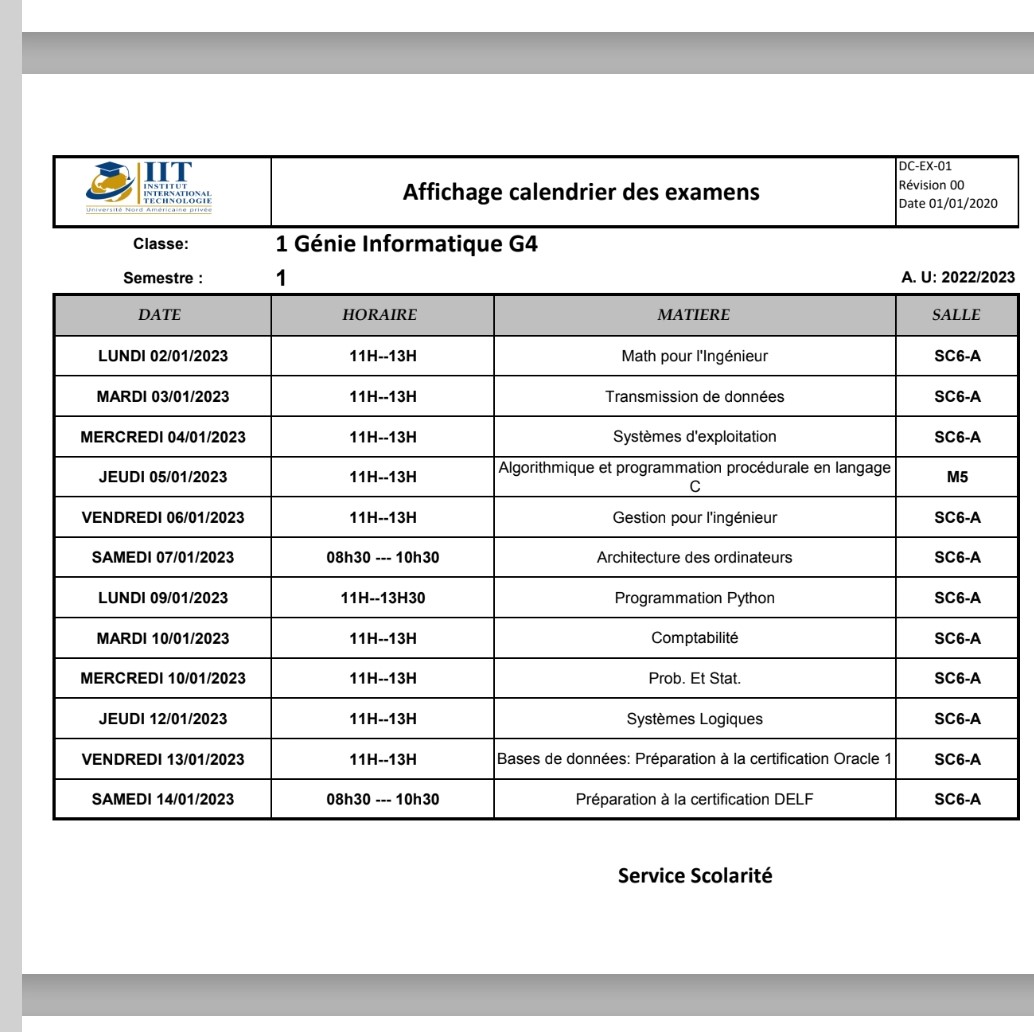 IIT
INSTITUT
INTERNATIONAL
TECHNOLOGIE
Université Nord Américaine privée
Affichage calendrier des examens
DC-EX-01
Révision 00
Date 01/01/2020
Classe: 1 Génie Informatique G4
Semestre : 1 A. U: 2022/2023
DATE HORAIRE MATIERE SALLE
LUNDI 02/01/2023 11H--13H Math pour l'Ingénieur SC6-A
MARDI 03/01/2023 11H--13H Transmission de données SC6-A
MERCREDI 04/01/2023 11H--13H Systèmes d'exploitation SC6-A
JEUDI 05/01/2023 11H--13H Algorithmique et programmation procédurale en langage
C M5
VENDREDI 06/01/2023 11H--13H Gestion pour l'ingénieur SC6-A
SAMEDI 07/01/2023 08h30 --- 10h30 Architecture des ordinateurs SC6-A
LUNDI 09/01/2023 11H--13H30 Programmation Python SC6-A
MARDI 10/01/2023 11H--13H Comptabilité SC6-A
MERCREDI 10/01/2023 11H--13H Prob. Et Stat. SC6-A
JEUDI 12/01/2023 11H--13H Systèmes Logiques SC6-A
VENDREDI 13/01/2023 11H--13H Bases de données: Préparation à la certification Oracle 1 SC6-A
SAMEDI 14/01/2023 08h30 --- 10h30 Préparation à la certification DELF SC6-A
Service Scolarité